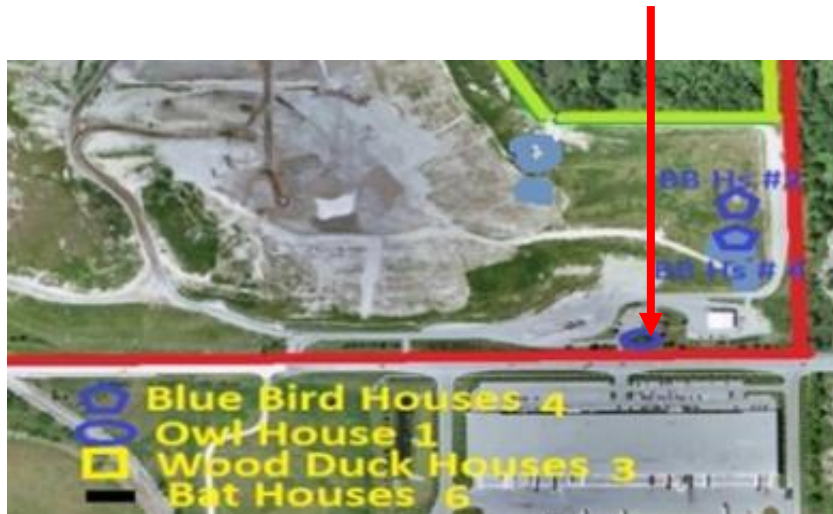 BB Hs #2
BB Hs # 4
Blue Bird Houses 4
Owl House 1
Wood Duck Houses 3
Bat Houses 6